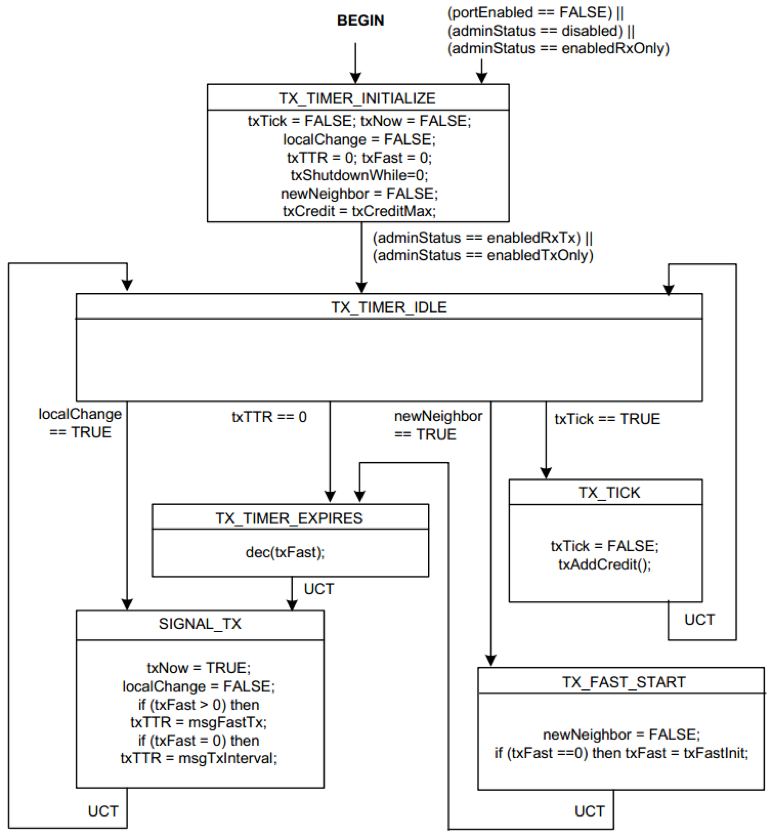 BEGIN
(portEnabled == FALSE) ||
(adminStatus == disabled) ||
(adminStatus == enabledRxOnly)
TX_TIMER_INITIALIZE
txTick = FALSE; txNow = FALSE;
localChange = FALSE;
txTTR = 0; txFast = 0;
txShutdownWhile=0;
newNeighbor = FALSE;
txCredit = txCreditMax;
(adminStatus == enabledRxTx) ||
(adminStatus == enabledTxOnly)
TX_TIMER_IDLE
localChange
== TRUE
txTTR == 0
newNeighbor
== TRUE
txTick == TRUE
TX_TICK
txTick = FALSE;
txAddCredit();
UCT
TX_TIMER_EXPIRES
dec(txFast);
UCT
SIGNAL_TX
txNow = TRUE;
localChange = FALSE;
if (txFast > 0) then
txTTR = msgFastTx;
if (txFast = 0) then
txTTR = msgTxInterval;
UCT
TX_FAST_START
newNeighbor = FALSE;
if (txFast ==0) then txFast = txFastInit;
UCT